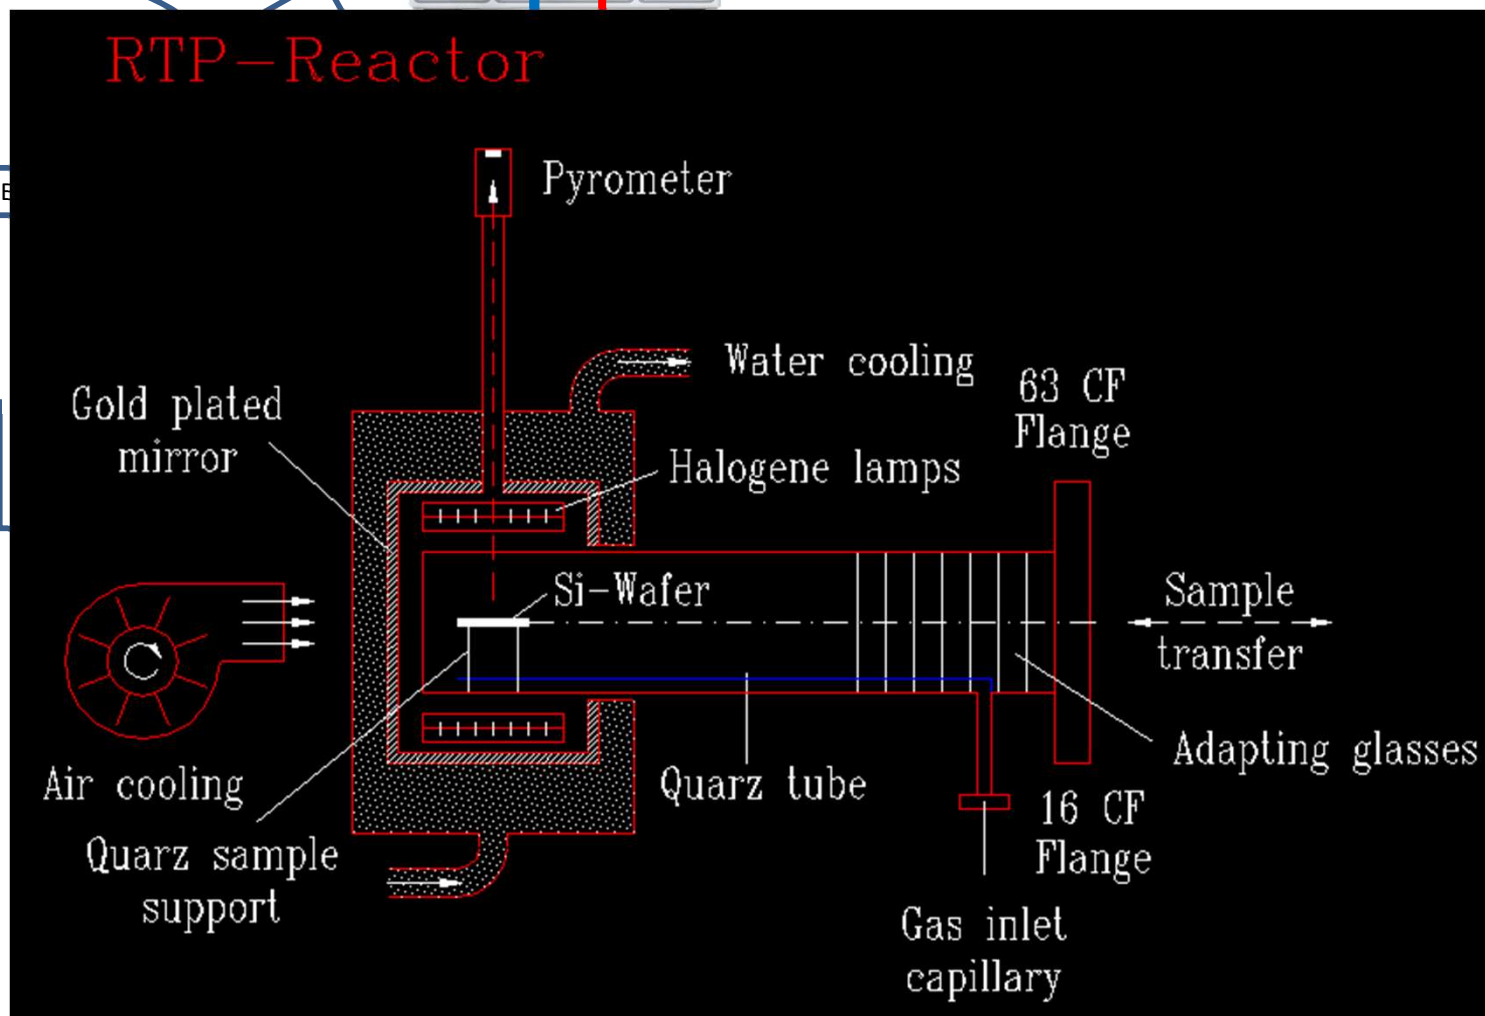 RTP-Reactor
Pyrometer
Water cooling
63 CF
Flange
Gold plated
mirror
Halogene lamps
Si-Wafer
Sample
transfer
Adapting glasses
Air cooling
Quarz tube
16 CF
Flange
Quarz sample
support
Gas inlet
capillary
E